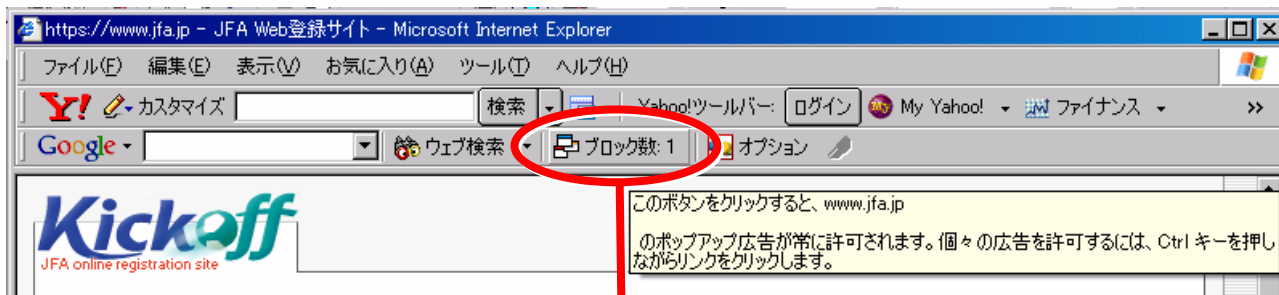 https://www.jfa.jp - JFA Web登録サイト - Microsoft Internet Explorer
ファイル(F) 編集(E) 表示(V) お気に入り(A) ツール(T) ヘルプ(H)
Y! カスタマイズ 検索 Yahoo!ツールバー: ログイン My Yahoo! ファイナンス >>
Google ウェブ検索 ブロック数: 1 オプション
Kickoff
JFA online registration site
このボタンをクリックすると、www.jfa.jp
のポップアップ広告が常に許可されます。個々の広告を許可するには、Ctrl キーを押し
ながらリンクをクリックします。